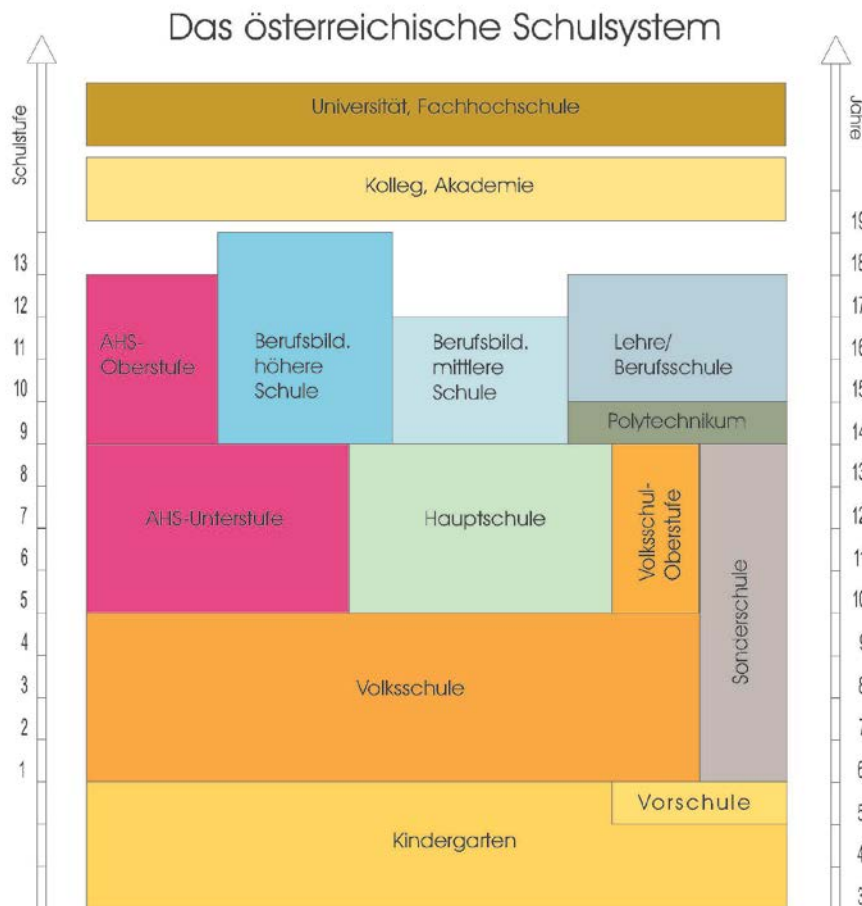 Das österreichische Schulsystem
Schulstufe
Jahre
Universität, Fachhochschule
Kolleg, Akademie
19
13
18
12
17
11
16
10
15
9
14
AHS-
Oberstufe
Berufsbild.
höhere
Schule
Berufsbild.
mittlere
Schule
Lehre/
Berufsschule
Polytechnikum
8
13
7
12
6
11
5
10
AHS-Unterstufe
Hauptschule
Volksschul-
Oberstufe
Sonderschule
4
9
3
8
2
7
1
6
Volksschule
Vorschule
5
Kindergarten
4
3